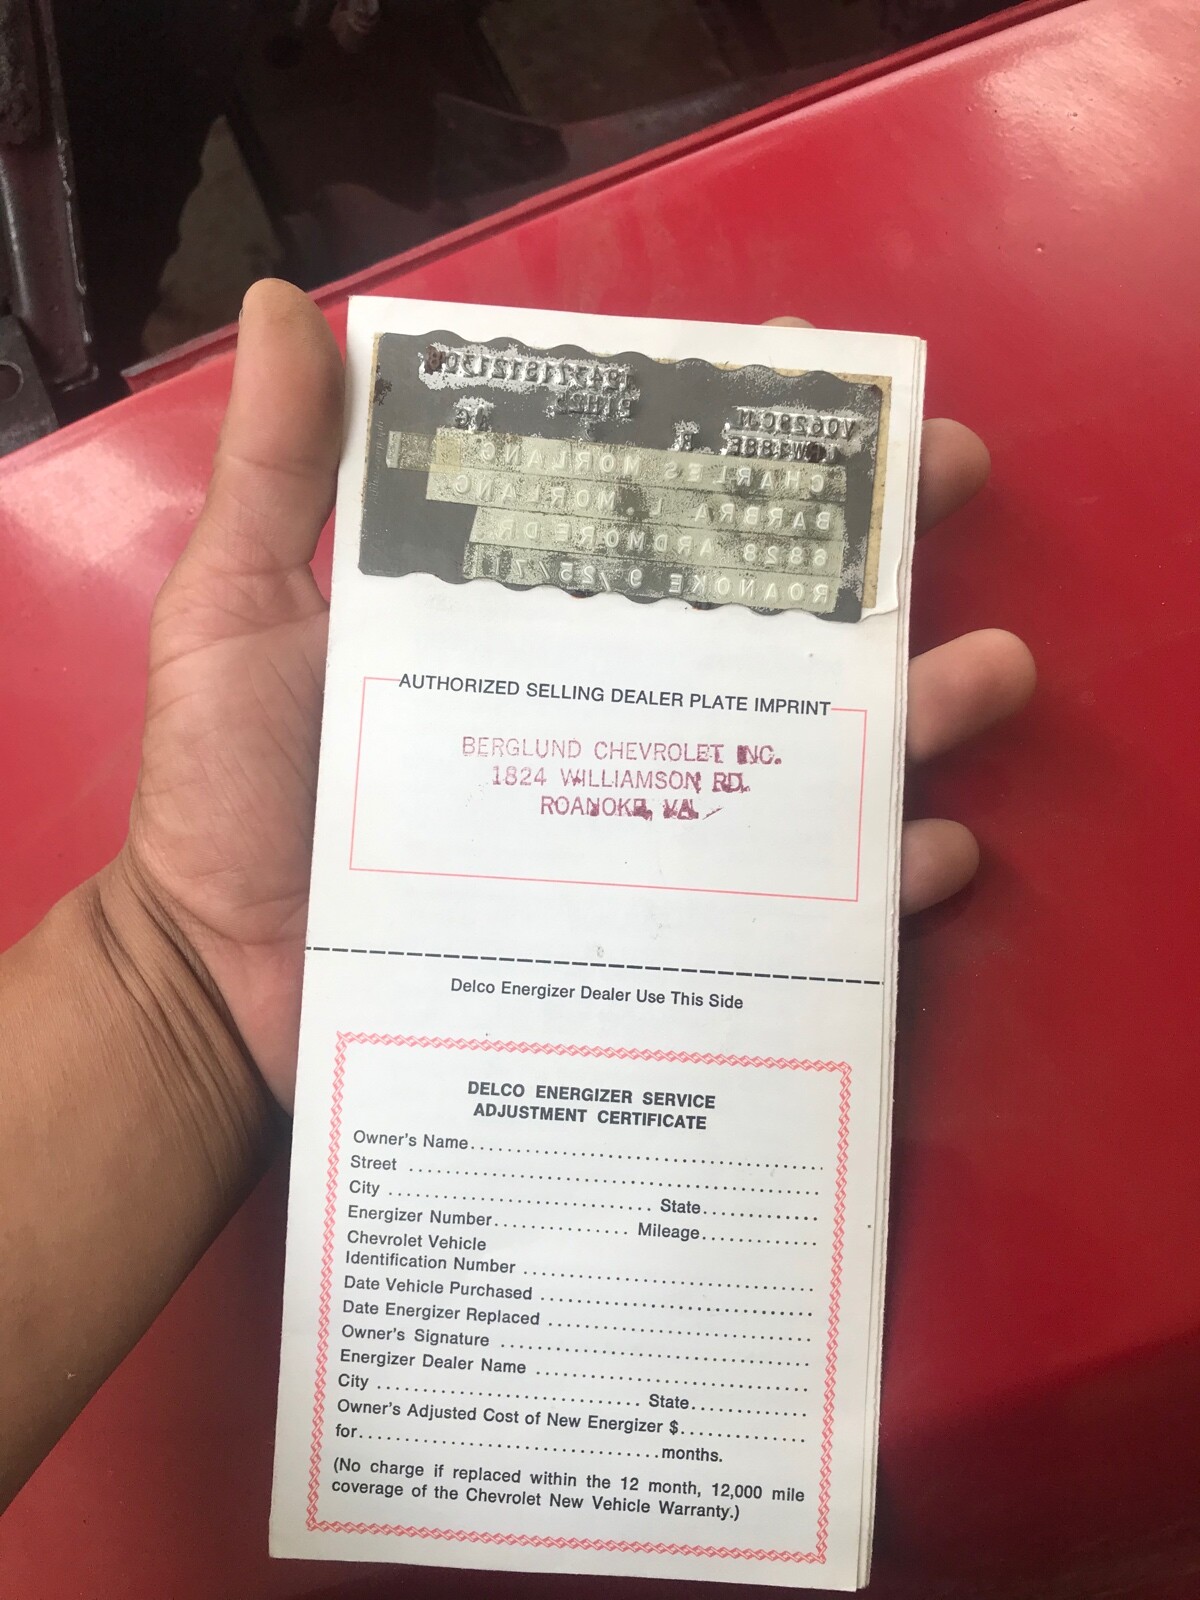 CHARLES MORLANG
BARBRA L. MORLANG
6828 ARDMORE DR.
ROANOKE 9/25/71
AUTHORIZED SELLING DEALER PLATE IMPRINT
BERGLUND CHEVROLET INC.
1824 WILLIAMSON RD.
ROANOKE, VA.
Delco Energizer Dealer Use This Side
DELCO ENERGIZER SERVICE
ADJUSTMENT CERTIFICATE
Owner's Name
Street
City State
Energizer Number Mileage
Chevrolet Vehicle
Identification Number
Date Vehicle Purchased
Date Energizer Replaced
Owner's Signature
Energizer Dealer Name
City State
Owner's Adjusted Cost of New Energizer $
for months.
(No charge if replaced within the 12 month, 12,000 mile
coverage of the Chevrolet New Vehicle Warranty.)